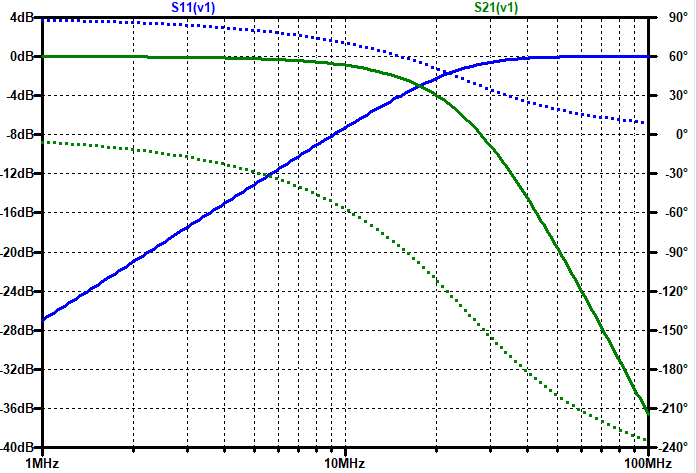 S11(v1) S21(v1)
4dB 90°
0dB 60°
-4dB 30°
-8dB 0°
-12dB -30°
-16dB -60°
-20dB -90°
-24dB -120°
-28dB -150°
-32dB -180°
-36dB -210°
-40dB -240°
1MHz 10MHz 100MHz